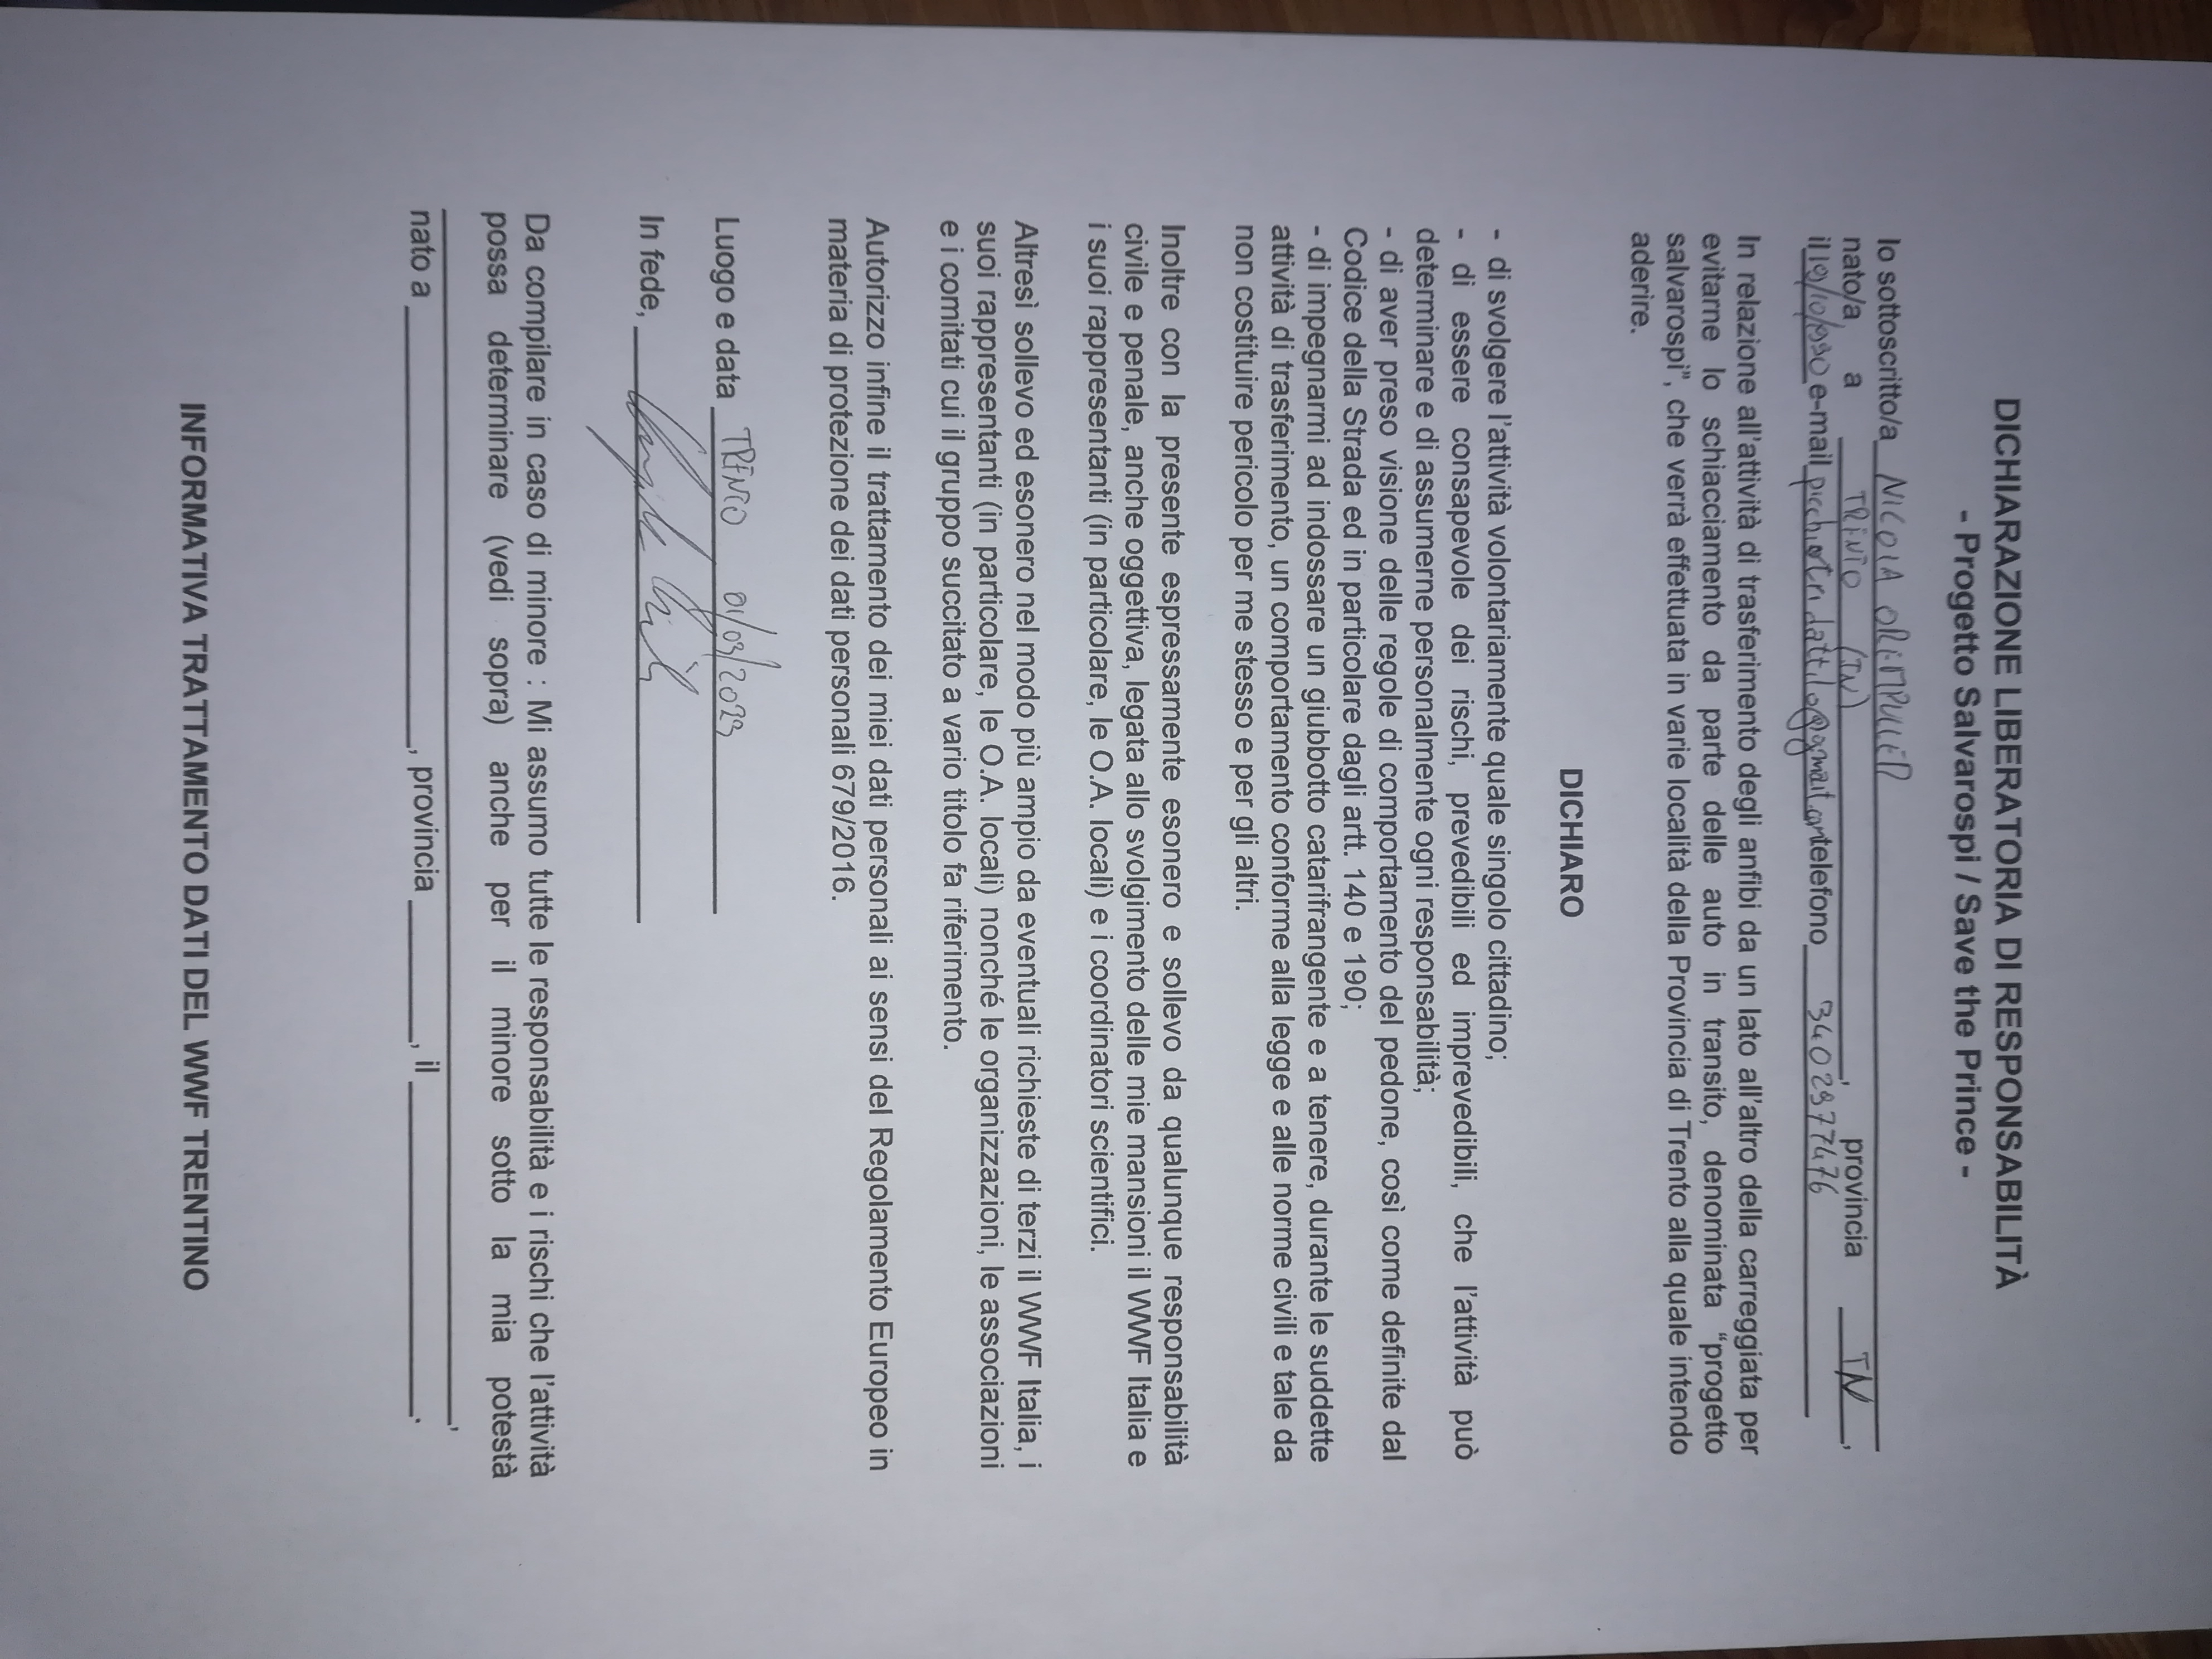 DICHIARAZIONE LIBERATORIA DI RESPONSABILITÀ
- Progetto Salvarospi / Save the Prince -
Io sottoscritto/a NICOLA
nato/a a TRENTO (TN), provincia TN,
il e-mail telefono 3402977476
In relazione all'attività di trasferimento degli anfibi da un lato all'altro della carreggiata per
evitarne lo schiacciamento da parte delle auto in transito, denominata “progetto
salvarospi”, che verrà effettuata in varie località della Provincia di Trento alla quale intendo
aderire.
DICHIARO
- di svolgere l'attività volontariamente quale singolo cittadino;
- di essere consapevole dei rischi, prevedibili ed imprevedibili, che l'attività può
determinare e di assumerne personalmente ogni responsabilità;
- di aver preso visione delle regole di comportamento del pedone, così come definite dal
Codice della Strada ed in particolare dagli artt. 140 e 190;
- di impegnarmi ad indossare un giubbotto catarifrangente e a tenere, durante le suddette
attività di trasferimento, un comportamento conforme alla legge e alle norme civili e tale da
non costituire pericolo per me stesso e per gli altri.
Inoltre con la presente espressamente esonero e sollevo da qualunque responsabilità
civile e penale, anche oggettiva, legata allo svolgimento delle mie mansioni il WWF Italia e
i suoi rappresentanti (in particolare, le O.A. locali) e i coordinatori scientifici.
Altresì sollevo ed esonero nel modo più ampio da eventuali richieste di terzi il WWF Italia, i
suoi rappresentanti (in particolare, le O.A. locali) nonché le organizzazioni, le associazioni
e i comitati cui il gruppo succitato a vario titolo fa riferimento.
Autorizzo infine il trattamento dei miei dati personali ai sensi del Regolamento Europeo in
materia di protezione dei dati personali 679/2016.
Luogo e data TRENTO 01/03/2023
In fede,
Da compilare in caso di minore : Mi assumo tutte le responsabilità e i rischi che l'attività
possa determinare (vedi sopra) anche per il minore sotto la mia potestà
,
nato a , provincia , il .
INFORMATIVA TRATTAMENTO DATI DEL WWF TRENTINO